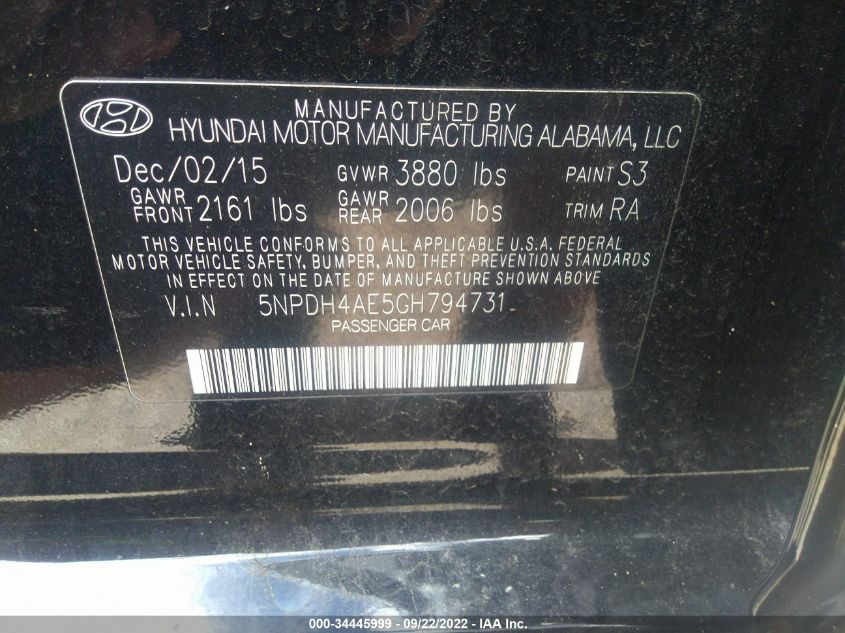 MANUFACTURED BY
HYUNDAI MOTOR MANUFACTURING ALABAMA, LLC
Dec/02/15 GVWR 3880 lbs PAINT S3
GAWR FRONT 2161 lbs GAWR REAR 2006 lbs TRIM RA
THIS VEHICLE CONFORMS TO ALL APPLICABLE U.S.A. FEDERAL
MOTOR VEHICLE SAFETY, BUMPER, AND THEFT PREVENTION STANDARDS
IN EFFECT ON THE DATE OF MANUFACTURE SHOWN ABOVE
V.I.N 5NPDH4AE5GH794731
PASSENGER CAR
000-34445999 - 09/22/2022 - IAA Inc.